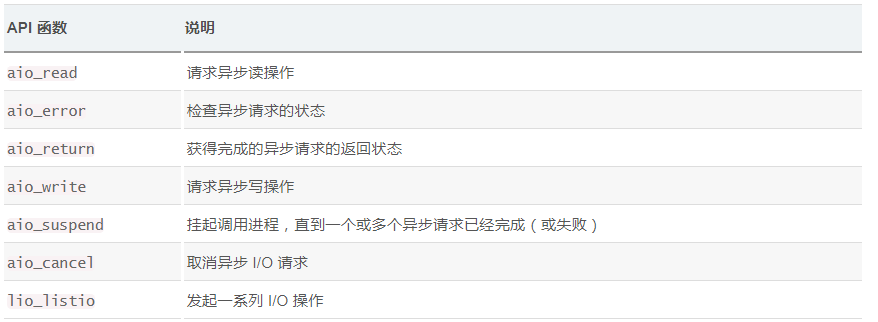 API 函数 说明
aio_read 请求异步读操作
aio_error 检查异步请求的状态
aio_return 获得完成的异步请求的返回状态
aio_write 请求异步写操作
aio_suspend 挂起调用进程，直到一个或多个异步请求已经完成（或失败）
aio_cancel 取消异步 I/O 请求
lio_listio 发起一系列 I/O 操作